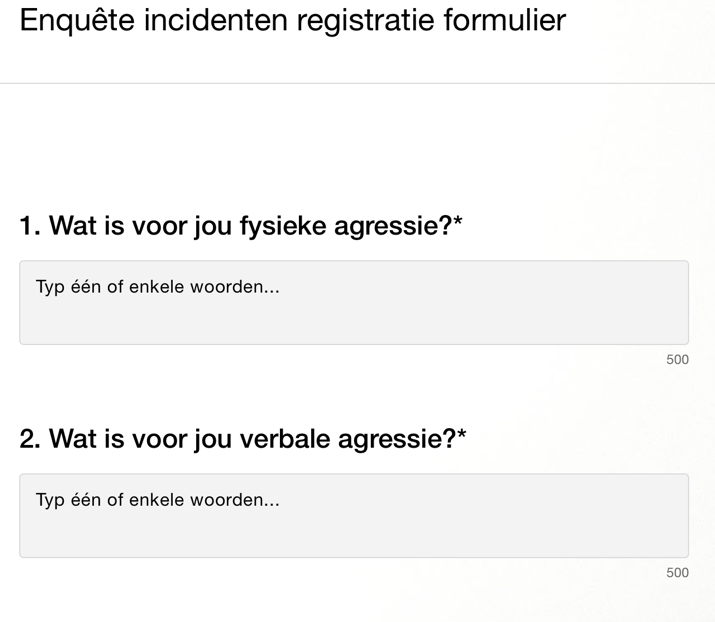 Enquête incidenten registratie formulier
1. Wat is voor jou fysieke agressie?*
Typ één of enkele woorden...
500
2. Wat is voor jou verbale agressie?*
Typ één of enkele woorden...
500